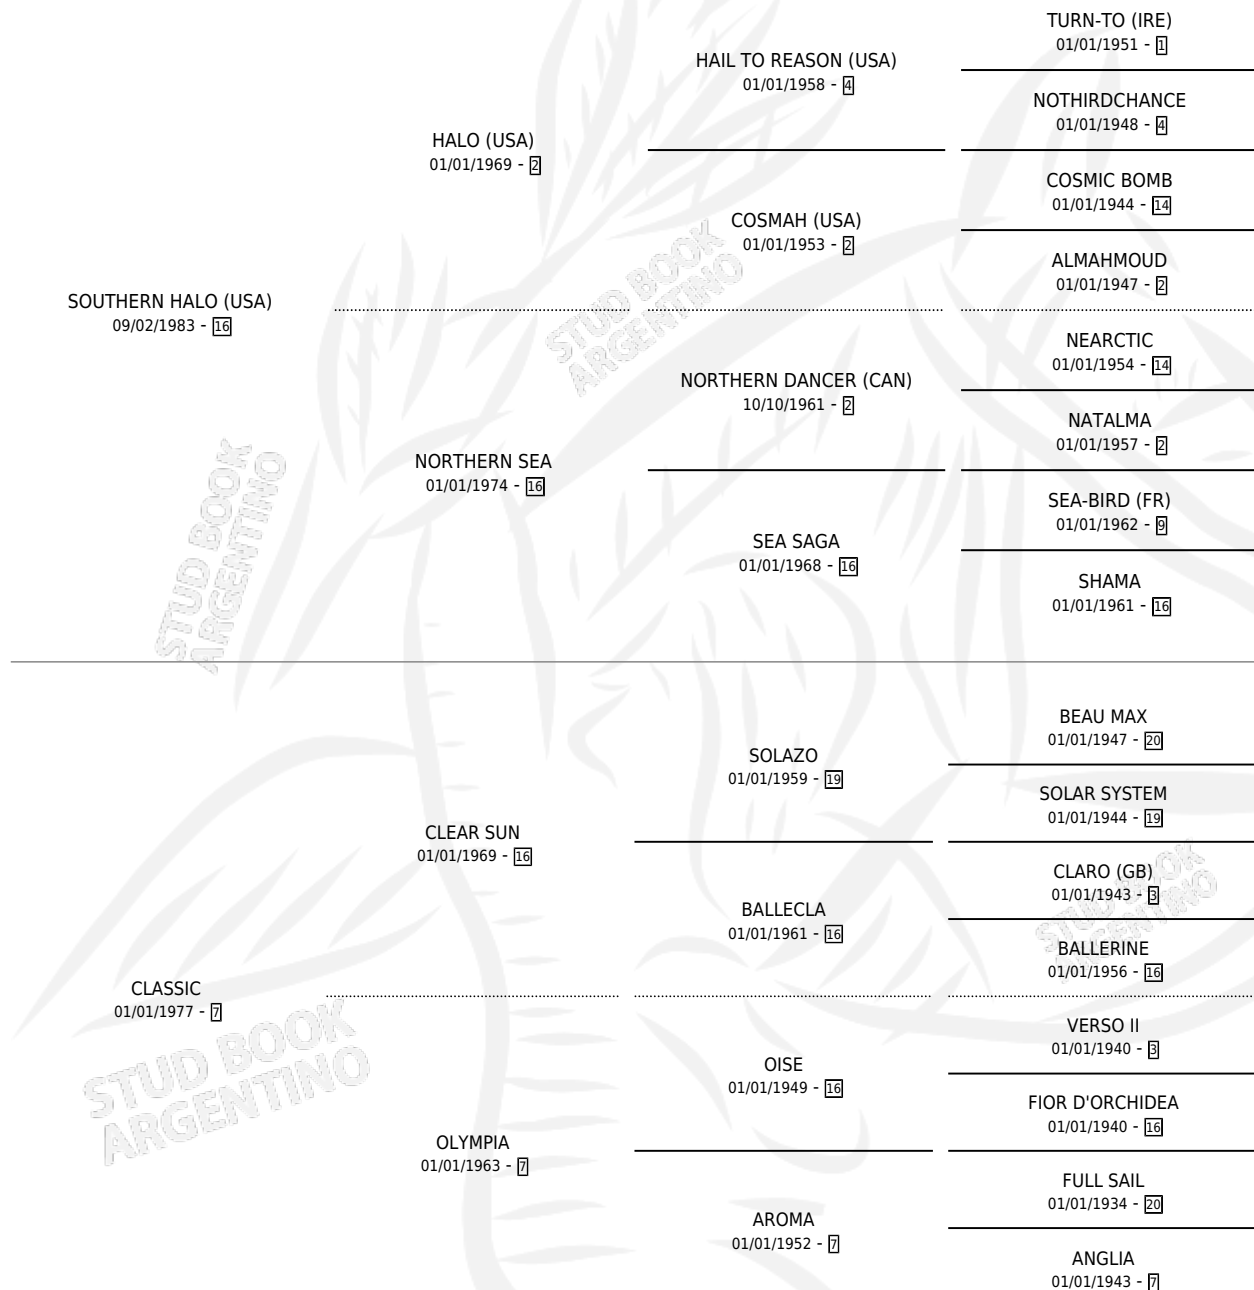 TURN-TO (IRE)
01/01/1951 - 1
HAIL TO REASON (USA)
01/01/1958 - 4
NOTHIRDCHANCE
01/01/1948 - 4
HALO (USA)
01/01/1969 - 2
COSMIC BOMB
01/01/1944 - 14
COSMAH (USA)
01/01/1953 - 2
ALMAHMOUD
01/01/1947 - 2
SOUTHERN HALO (USA)
09/02/1983 - 16
STUD BOOK
ARGENTINO
NEARCTIC
01/01/1954 - 14
NORTHERN DANCER (CAN)
10/10/1961 - 2
NATALMA
01/01/1957 - 2
NORTHERN SEA
01/01/1974 - 16
SEA-BIRD (FR)
01/01/1962 - 9
SEA SAGA
01/01/1968 - 16
SHAMA
01/01/1961 - 16
STUD BOOK
ARGENTINO
BEAU MAX
01/01/1947 - 20
SOLAZO
01/01/1959 - 19
SOLAR SYSTEM
01/01/1944 - 19
CLEAR SUN
01/01/1969 - 16
CLARO (GB)
01/01/1943 - 3
BALLECLA
01/01/1961 - 16
BALLERINE
01/01/1956 - 16
STUD BOOK
ARGENTINO
CLASSIC
01/01/1977 - 7
VERSO II
01/01/1940 - 3
OISE
01/01/1949 - 16
FIOR D'ORCHIDEA
01/01/1940 - 16
STUD BOOK
ARGENTINO
OLYMPIA
01/01/1963 - 7
FULL SAIL
01/01/1934 - 20
AROMA
01/01/1952 - 7
ANGLIA
01/01/1943 - 7